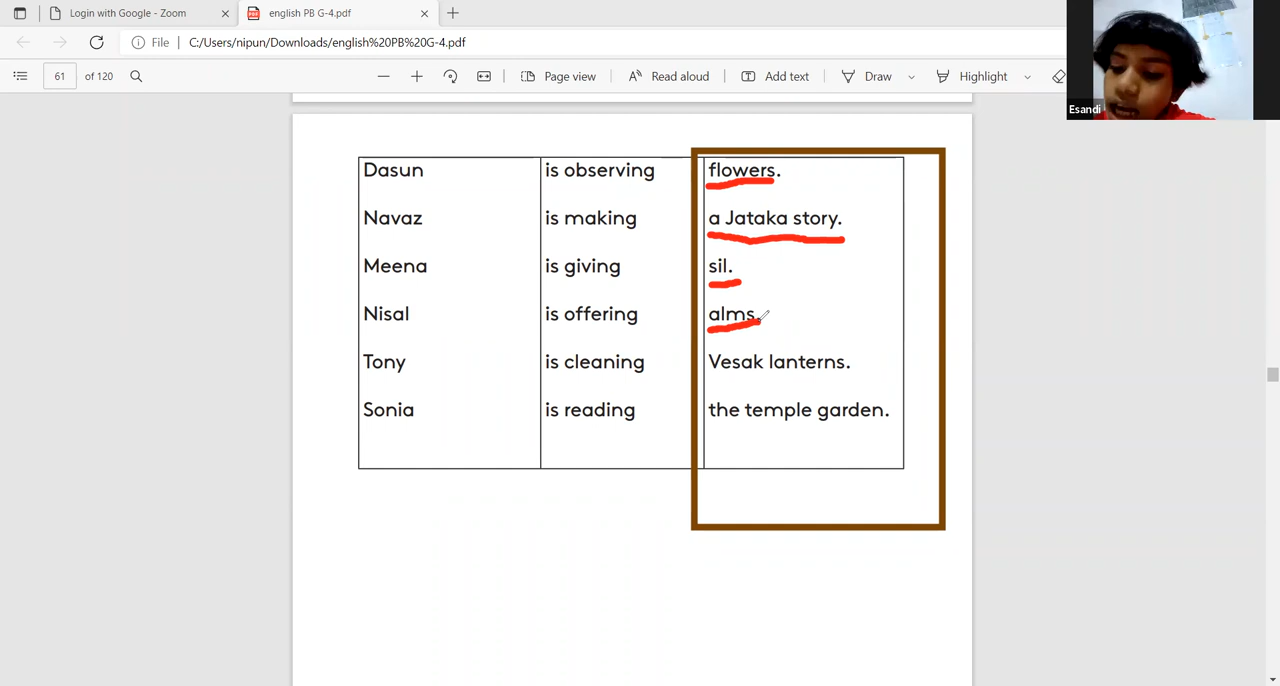 Login with Google - Zoom
english PB G-4.pdf
File
C:/Users/nipun/Downloads/english%20PB%20G-4.pdf
61 of 120
Page view
Read aloud
Add text
Draw
Highlight
Esandi
Dasun is observing flowers.
Navaz is making a Jataka story.
Meena is giving sil.
Nisal is offering alms.
Tony is cleaning Vesak lanterns.
Sonia is reading the temple garden.